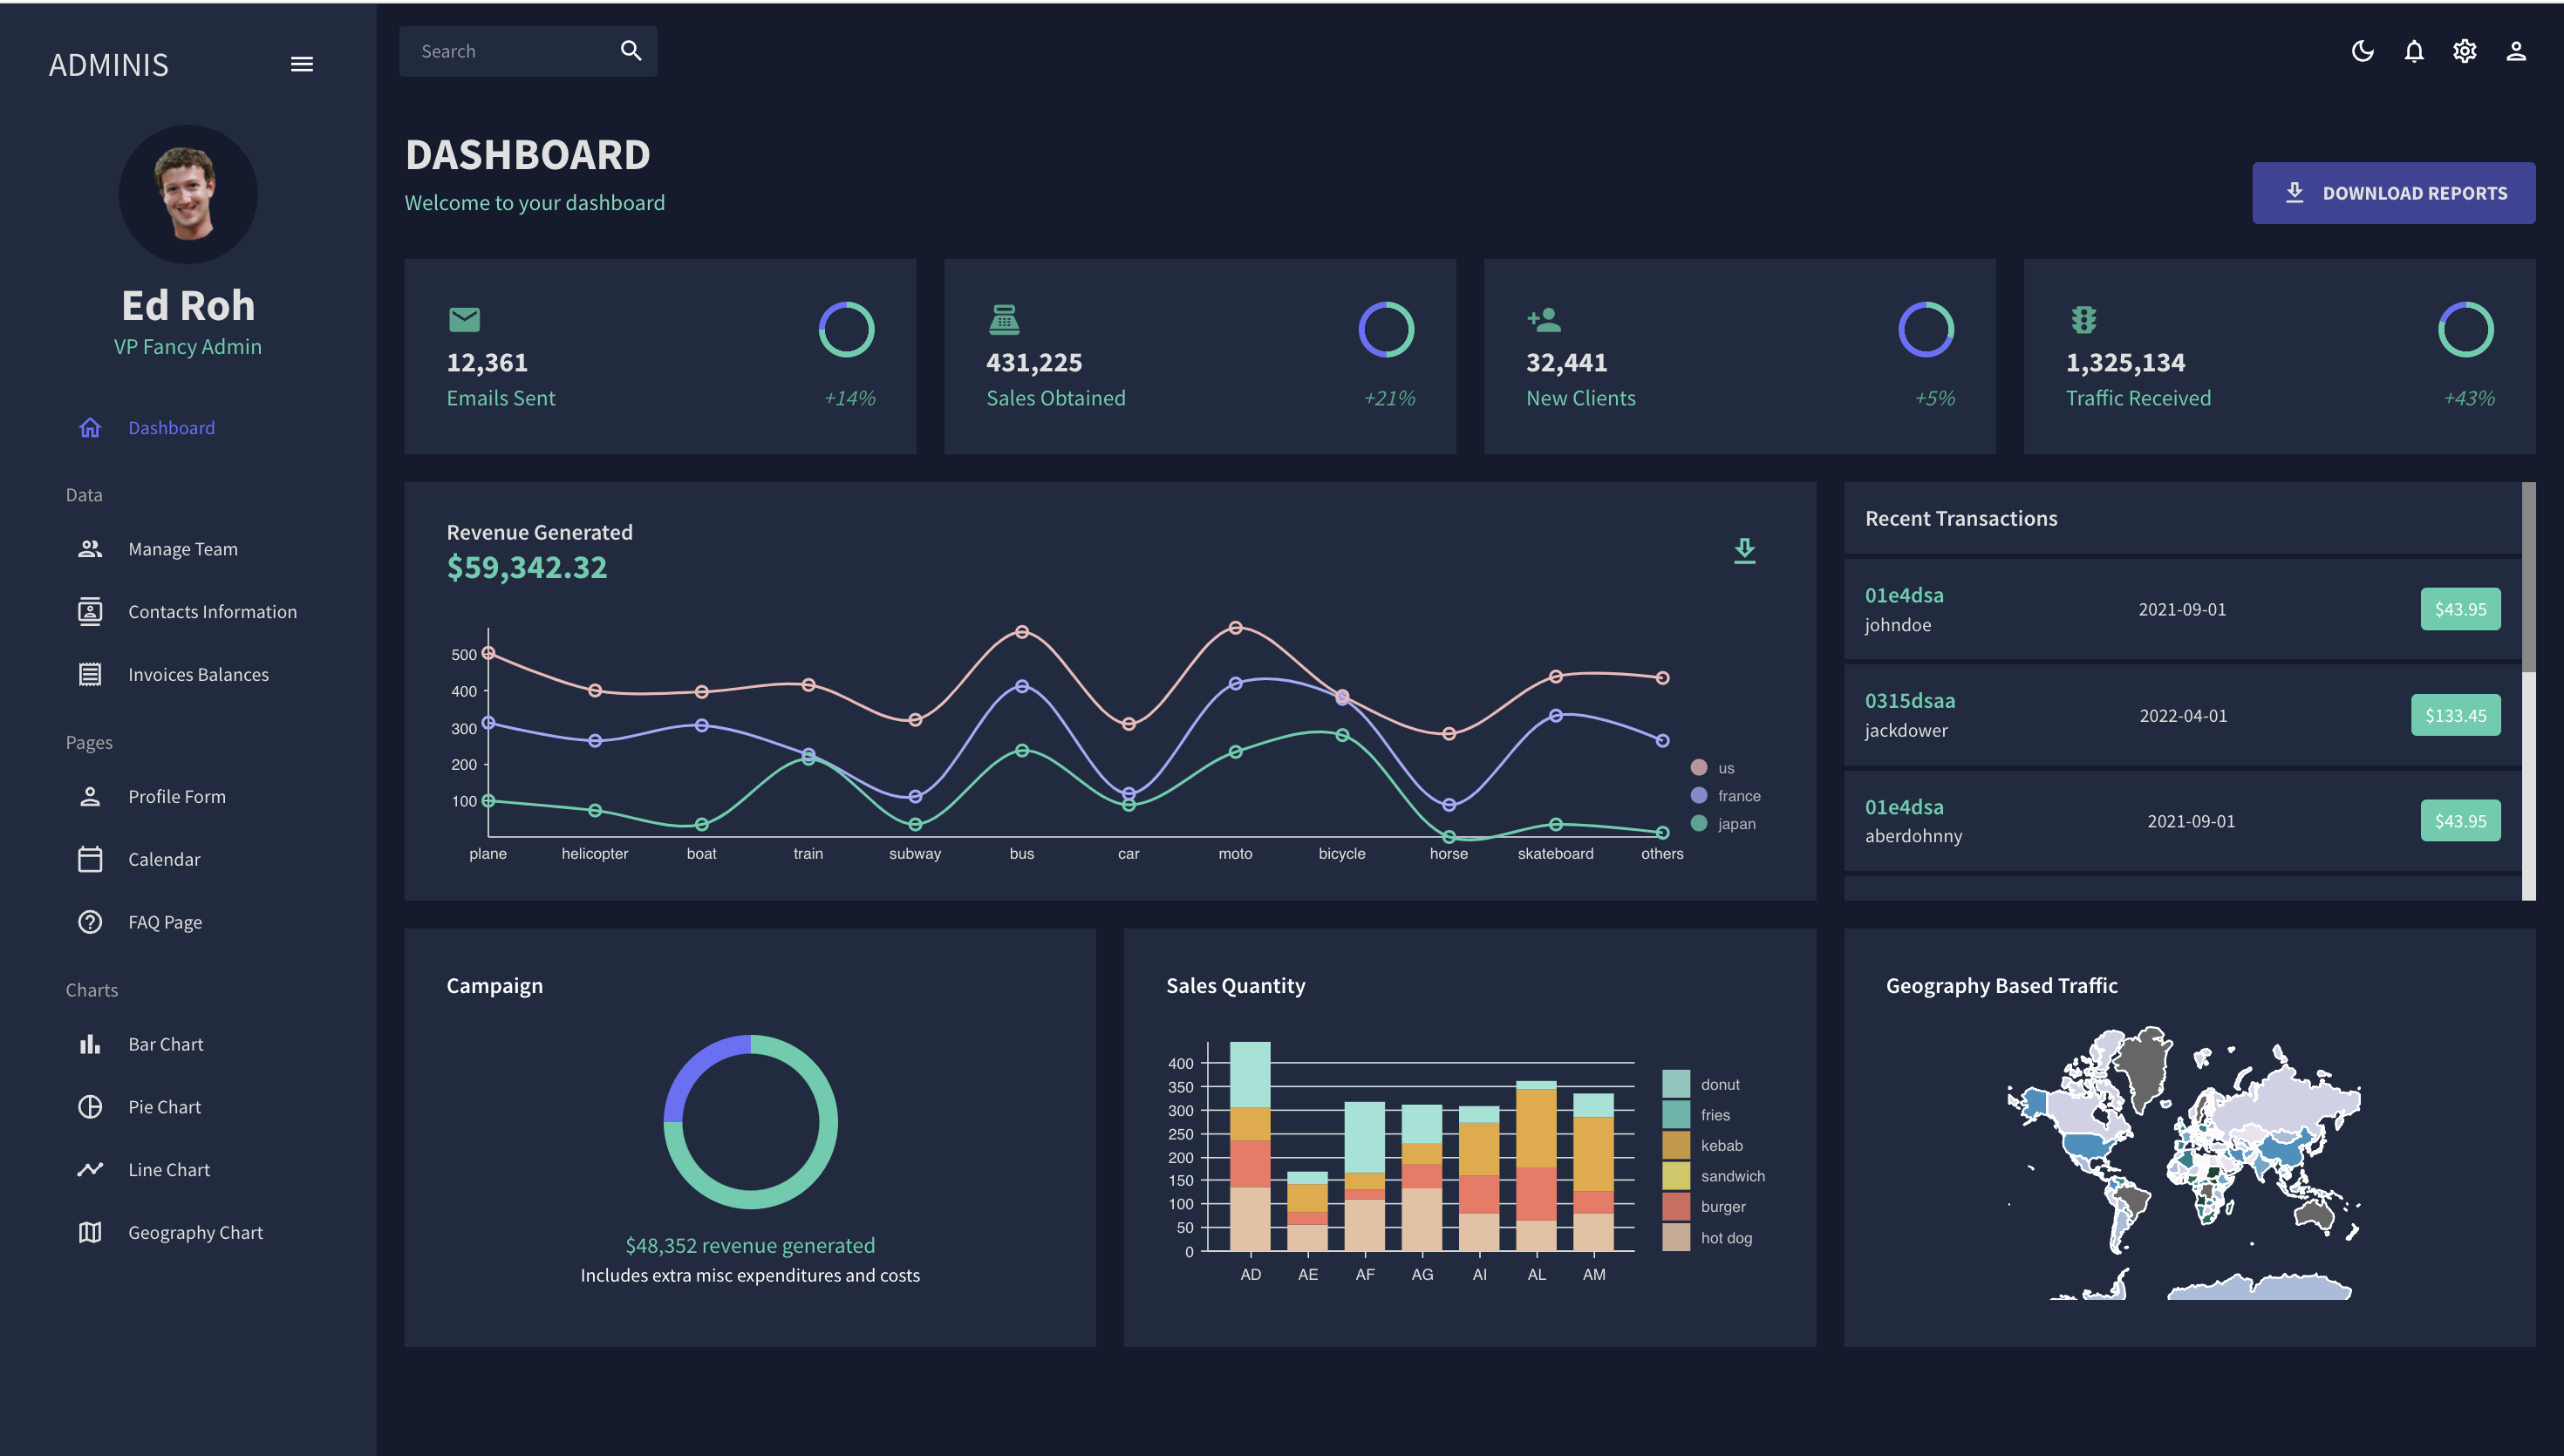 ADMINIS
Search
Ed Roh
VP Fancy Admin
Dashboard
Data
Manage Team
Contacts Information
Invoices Balances
Pages
Profile Form
Calendar
FAQ Page
Charts
Bar Chart
Pie Chart
Line Chart
Geography Chart
DASHBOARD
Welcome to your dashboard
DOWNLOAD REPORTS
12,361
Emails Sent
+14%
431,225
Sales Obtained
+21%
32,441
New Clients
+5%
1,325,134
Traffic Received
+43%
Revenue Generated
$59,342.32
500
400
300
200
100
plane helicopter boat train subway bus car moto bicycle horse skateboard others
us
france
japan
Recent Transactions
01e4dsa
johndoe
2021-09-01
$43.95
0315dsaa
jackdower
2022-04-01
$133.45
01e4dsa
aberdohnny
2021-09-01
$43.95
Campaign
$48,352 revenue generated
Includes extra misc expenditures and costs
Sales Quantity
400
350
300
250
200
150
100
50
0
AD AE AF AG AI AL AM
donut
fries
kebab
sandwich
burger
hot dog
Geography Based Traffic